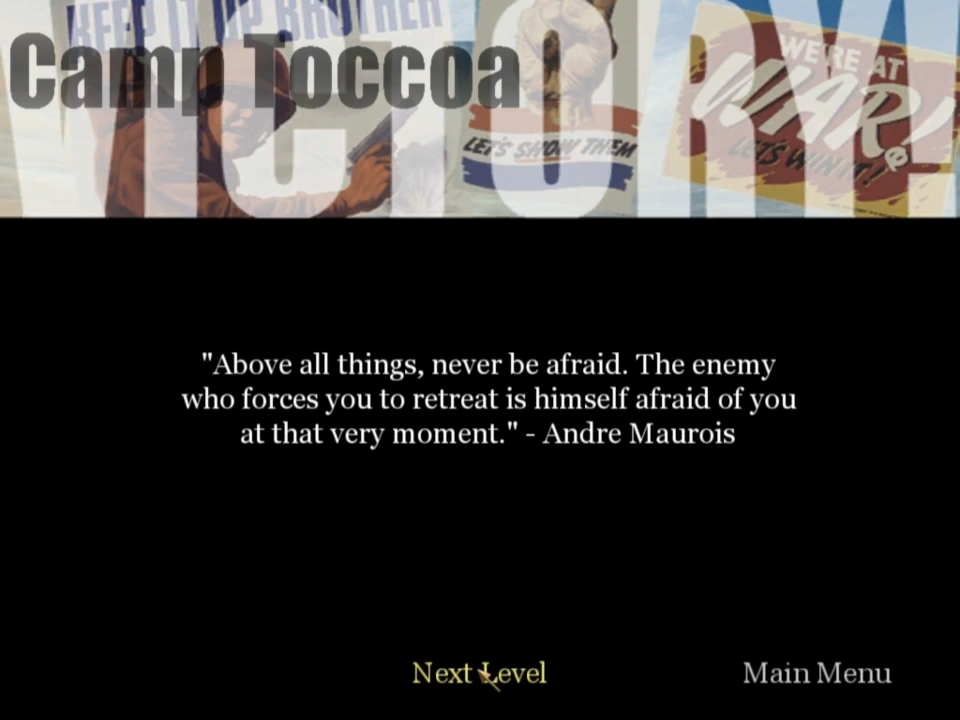 KEEP IT UP BROTHER
VICTORY!
Camp Toccoa
WE'RE AT
WAR!
LET'S SHOW THEM
LET'S WIN IT!
"Above all things, never be afraid. The enemy
who forces you to retreat is himself afraid of you
at that very moment." - Andre Maurois
Next Level
Main Menu